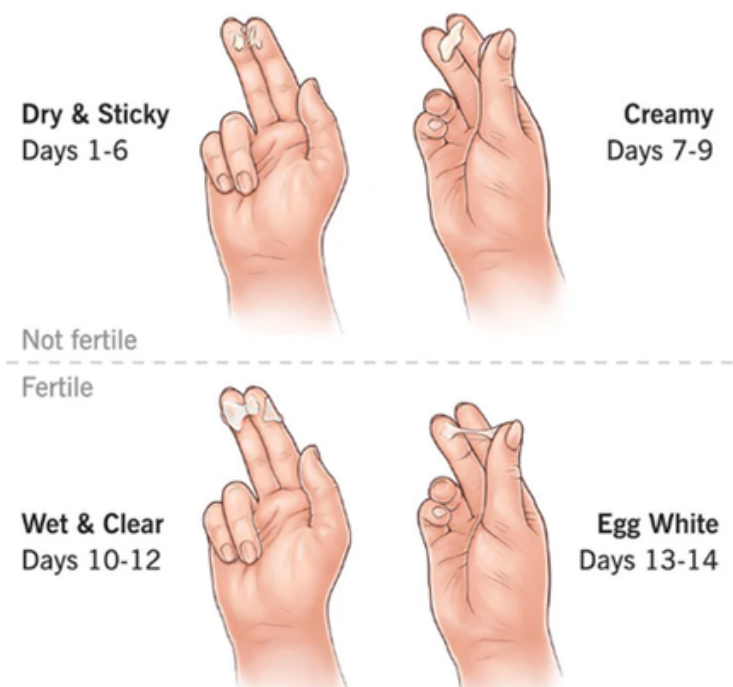 Dry & Sticky
Days 1-6
Creamy
Days 7-9
Not fertile
Fertile
Wet & Clear
Days 10-12
Egg White
Days 13-14